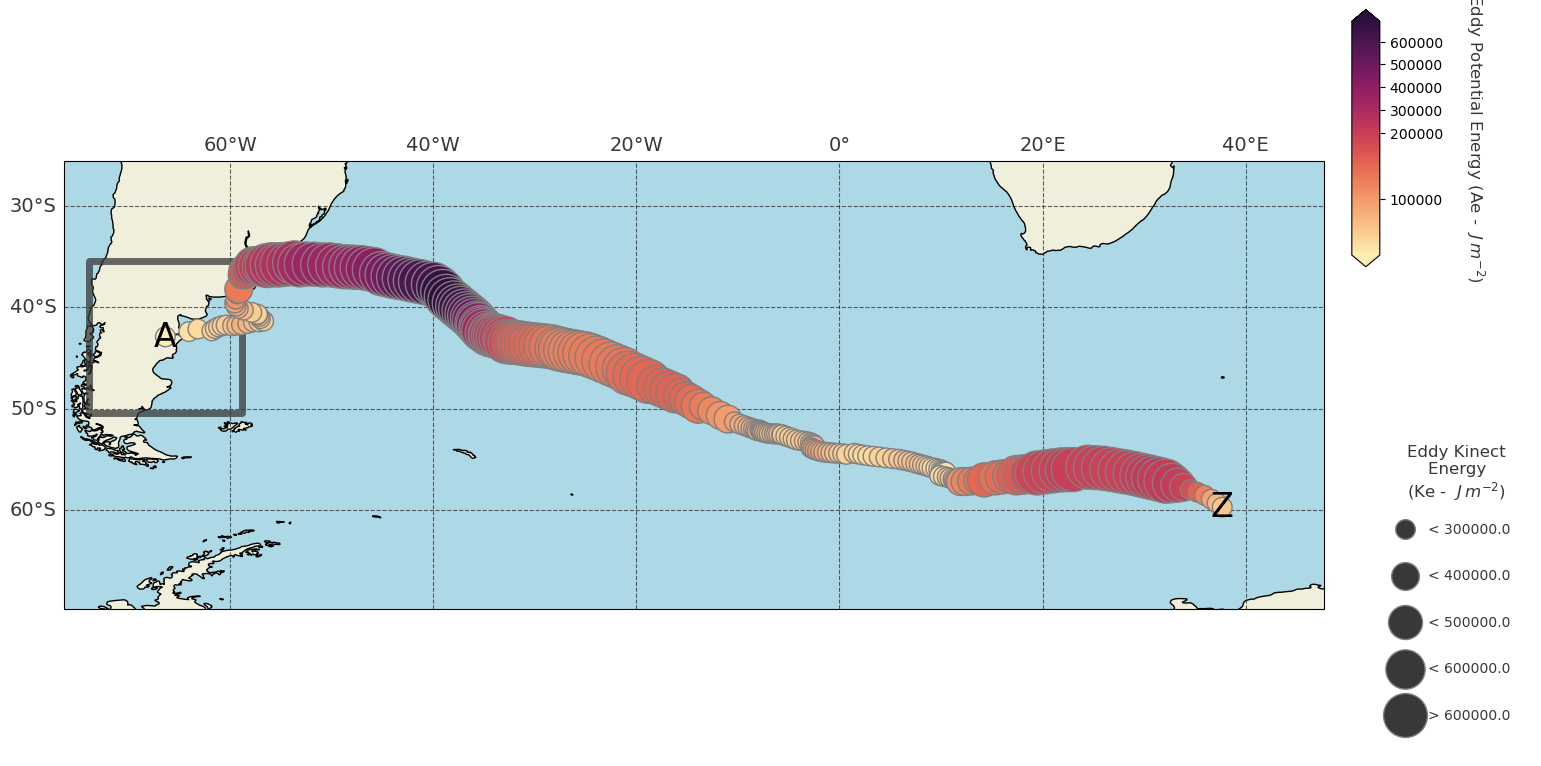 60°W 40°W 20°W 0° 20°E 40°E
30°S
40°S
50°S
60°S
A
Z
600000
500000
400000
300000
200000
100000
Eddy Potential Energy (Ae - J m⁻²)
Eddy Kinect
Energy
(Ke - J m⁻²)
< 300000.0
< 400000.0
< 500000.0
< 600000.0
> 600000.0